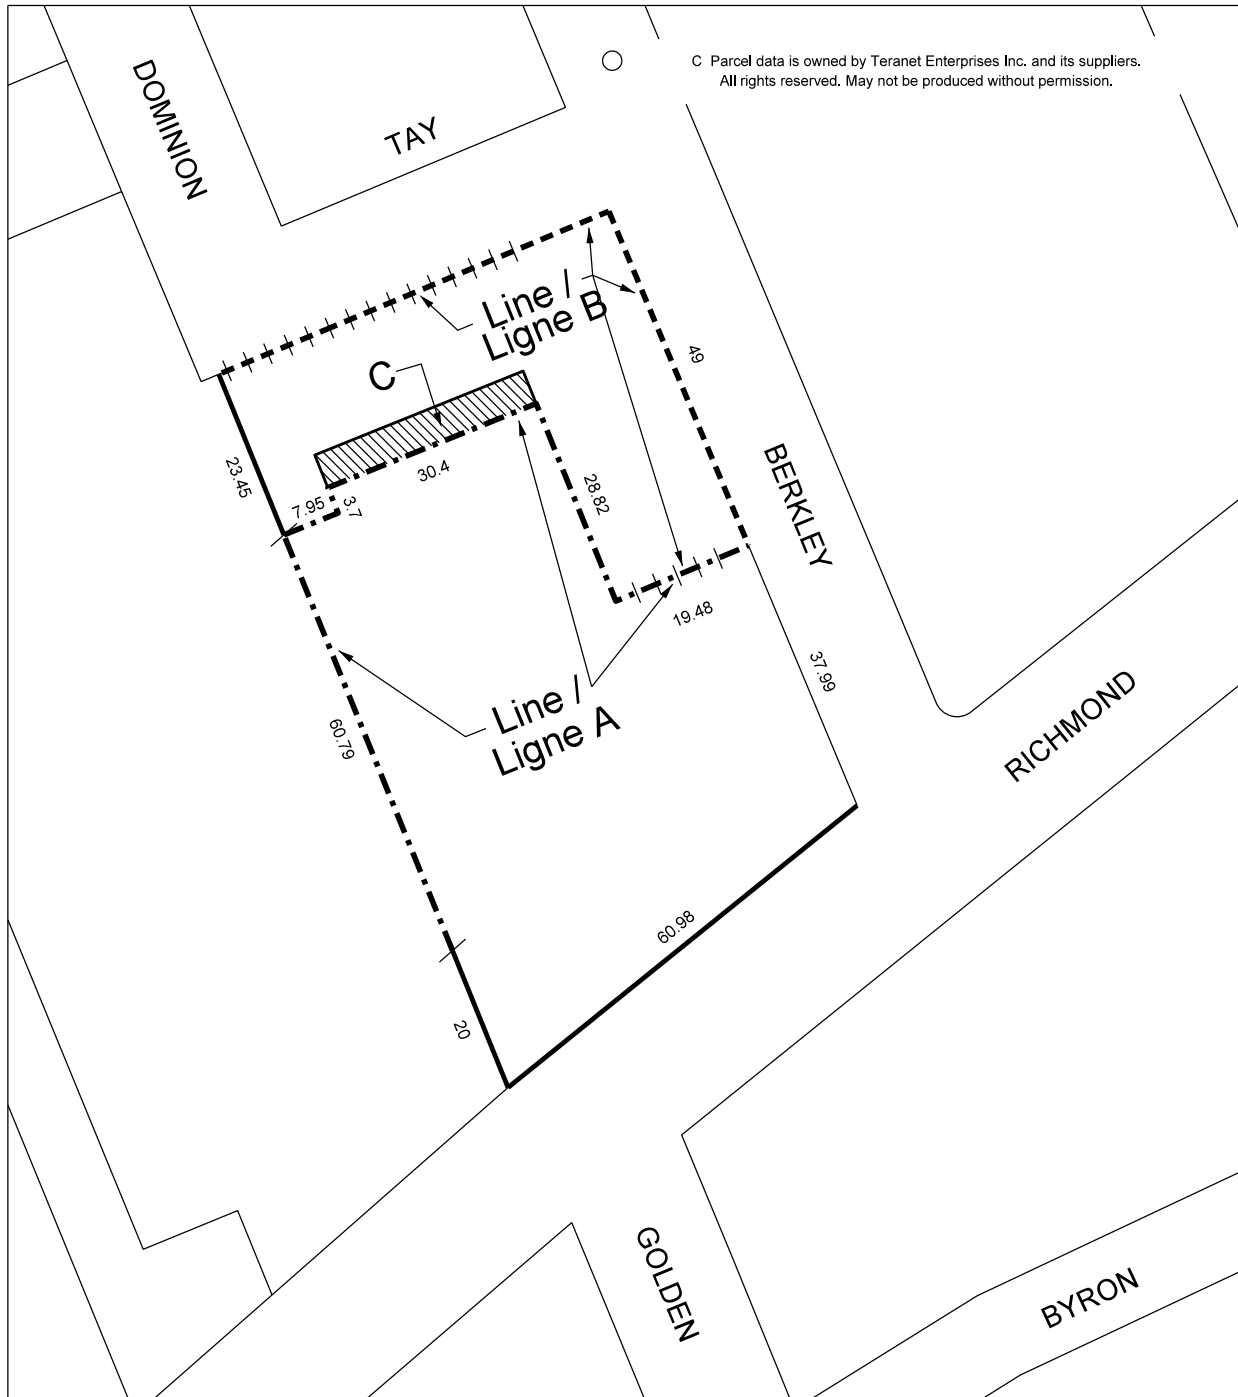 C Parcel data is owned by Teranet Enterprises Inc. and its suppliers.
All rights reserved. May not be produced without permission.
DOMINION
TAY
Line /
Ligne B
C
49
23.45
30.4
7.95
3.7
28.82
BERKLEY
19.48
37.99
Line /
Ligne A
60.79
RICHMOND
60.98
20
GOLDEN
BYRON